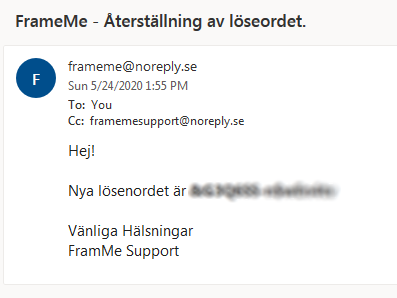 FrameMe - Återställning av löseordet.
F
frameme@noreply.se
Sun 5/24/2020 1:55 PM
To: You
Cc: framemesupport@noreply.se
Hej!
Nya lösenordet är
Vänliga Hälsningar
FramMe Support